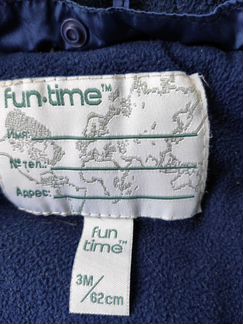 fun·time™
Имя:
№ тел.:
Адрес:
fun
time™
3M/
62cm